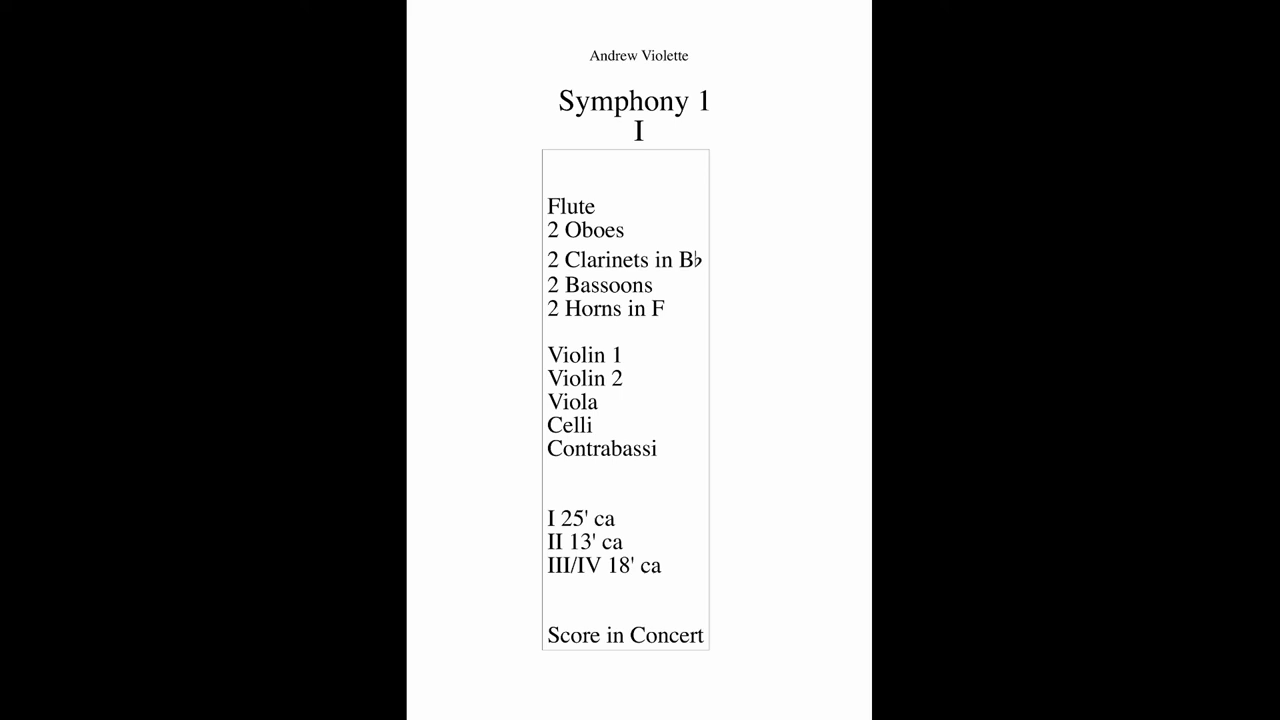 Andrew Violette
Symphony 1
I
Flute
2 Oboes
2 Clarinets in B♭
2 Bassoons
2 Horns in F
Violin 1
Violin 2
Viola
Celli
Contrabassi
I 25' ca
II 13' ca
III/IV 18' ca
Score in Concert